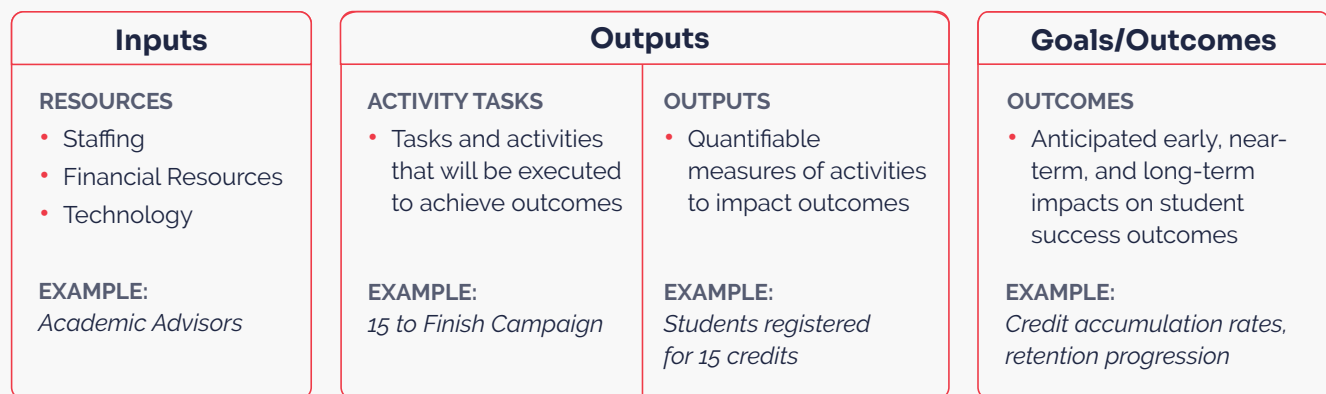 Inputs
RESOURCES
• Staffing
• Financial Resources
• Technology
EXAMPLE:
Academic Advisors
Outputs
ACTIVITY TASKS
• Tasks and activities
that will be executed
to achieve outcomes
EXAMPLE:
15 to Finish Campaign
OUTPUTS
• Quantifiable
measures of activities
to impact outcomes
EXAMPLE:
Students registered
for 15 credits
Goals/Outcomes
OUTCOMES
• Anticipated early, near-
term, and long-term
impacts on student
success outcomes
EXAMPLE:
Credit accumulation rates,
retention progression